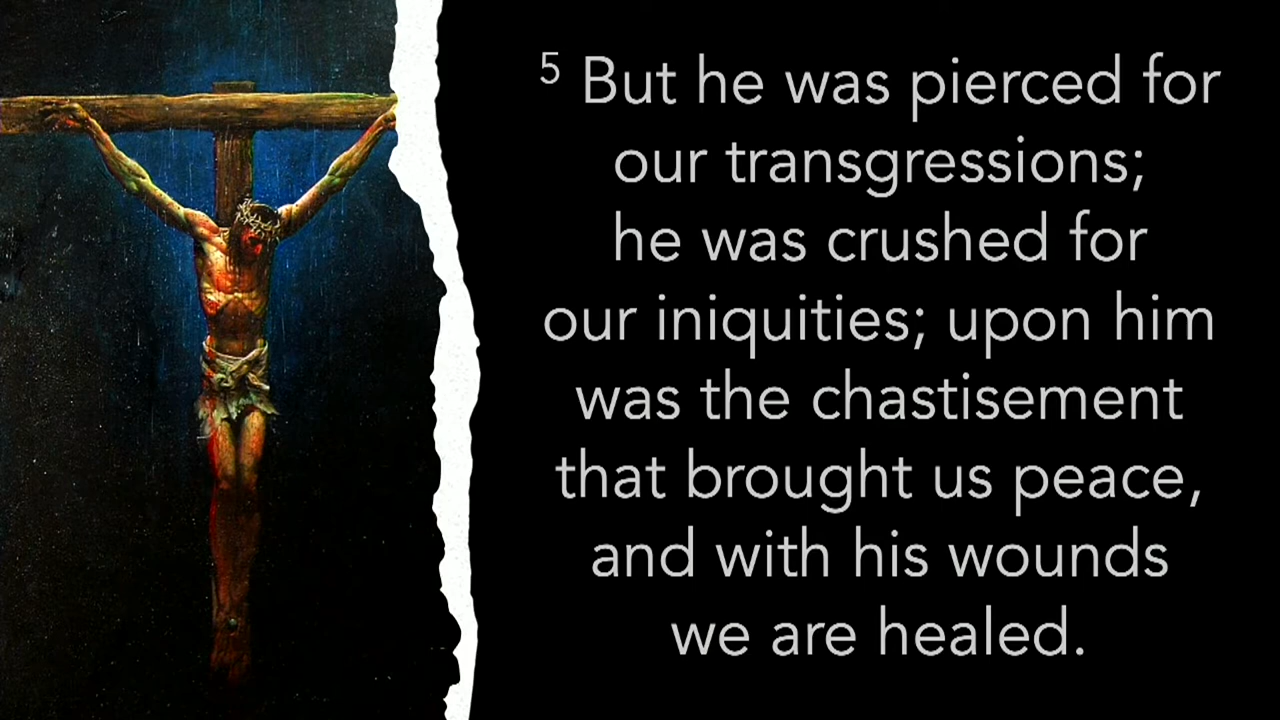 5 But he was pierced for
our transgressions;
he was crushed for
our iniquities; upon him
was the chastisement
that brought us peace,
and with his wounds
we are healed.